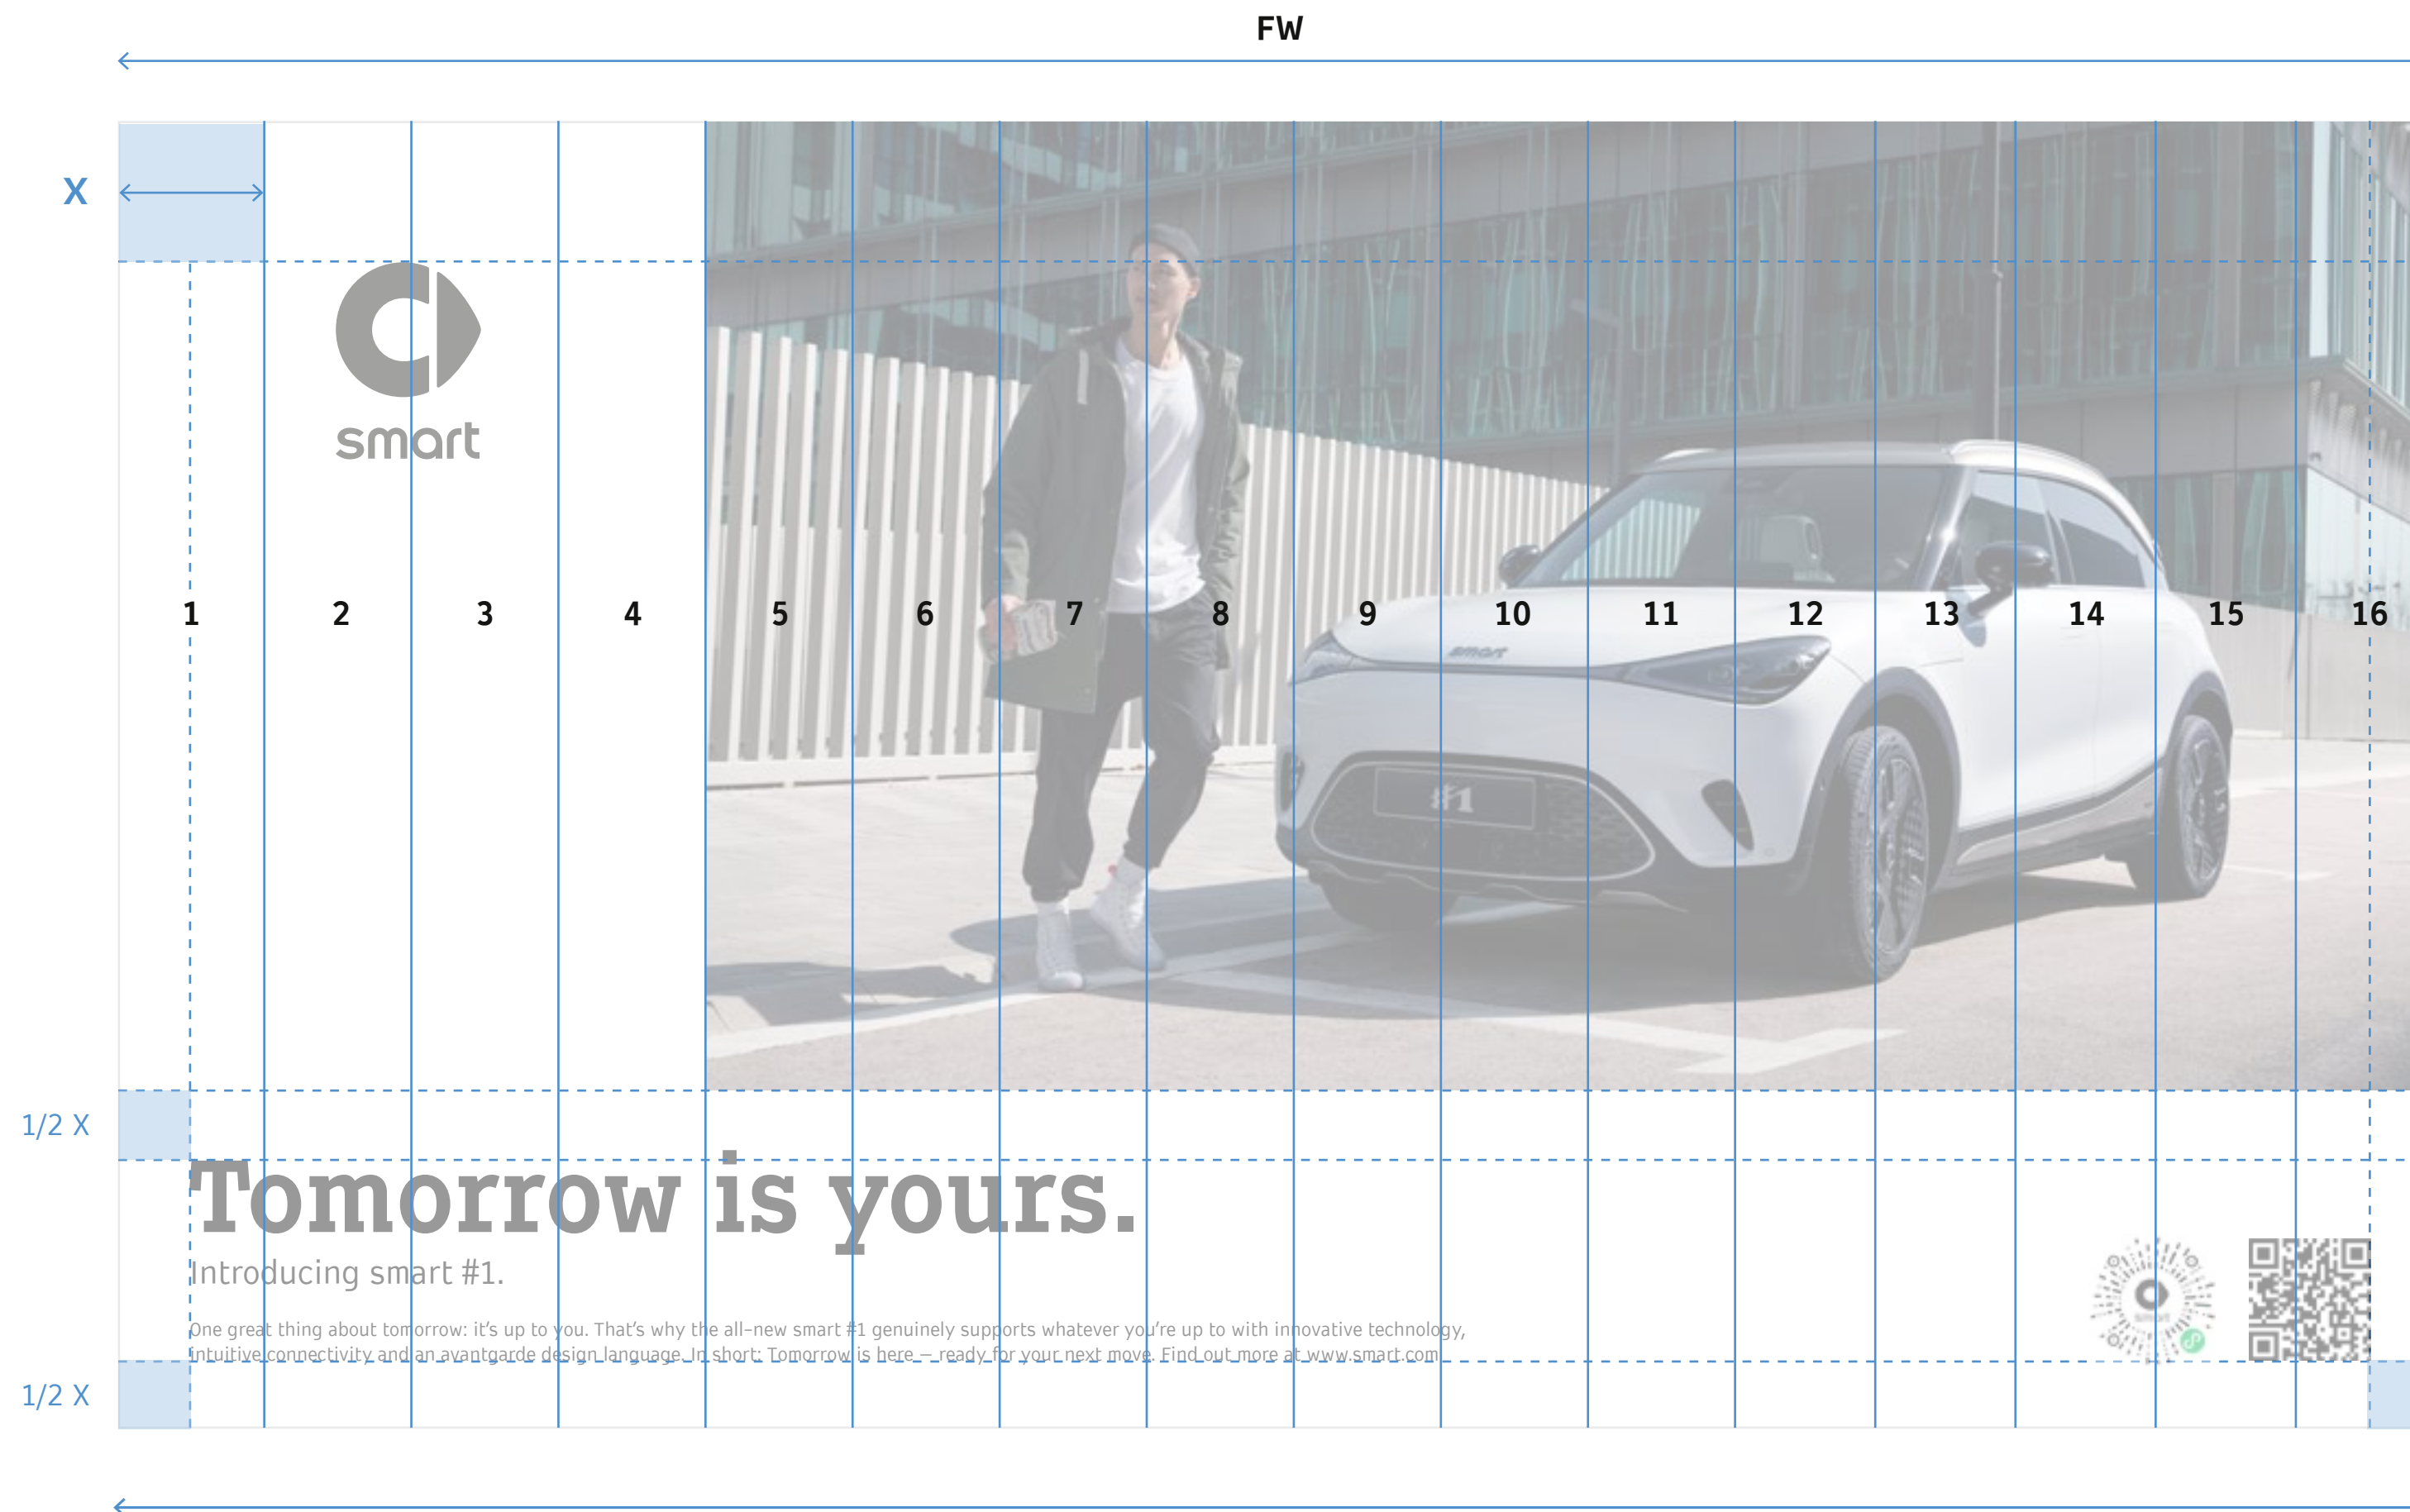 FW
X
smart
1 2 3 4 5 6 7 8 9 10 11 12 13 14 15 16
smart
#1
1/2 X
Tomorrow is yours.
Introducing smart #1.
One great thing about tomorrow: it's up to you. That's why the all-new smart #1 genuinely supports whatever you're up to with innovative technology,
intuitive connectivity and an avantgarde design language. In short: Tomorrow is here – ready for your next move. Find out more at www.smart.com
smart
1/2 X